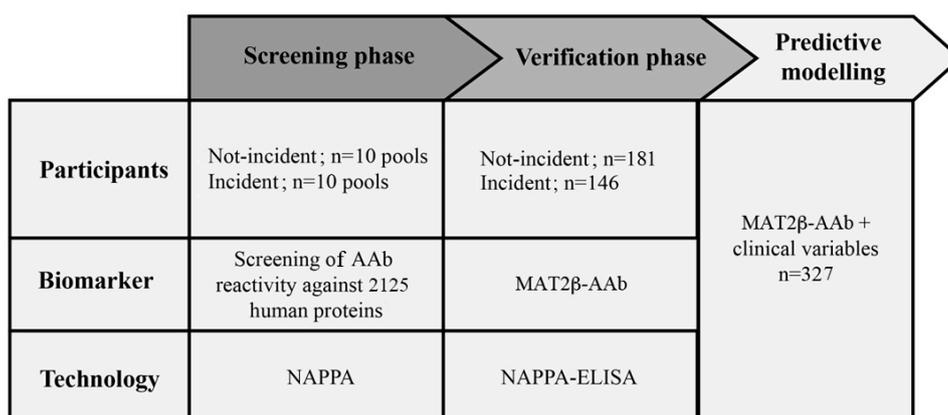 Screening phase
Verification phase
Predictive
modelling
Participants
Not-incident; n=10 pools
Incident; n=10 pools
Not-incident; n=181
Incident; n=146
MAT2β-AAb +
clinical variables
n=327
Biomarker
Screening of AAb
reactivity against 2125
human proteins
MAT2β-AAb
Technology
NAPPA
NAPPA-ELISA